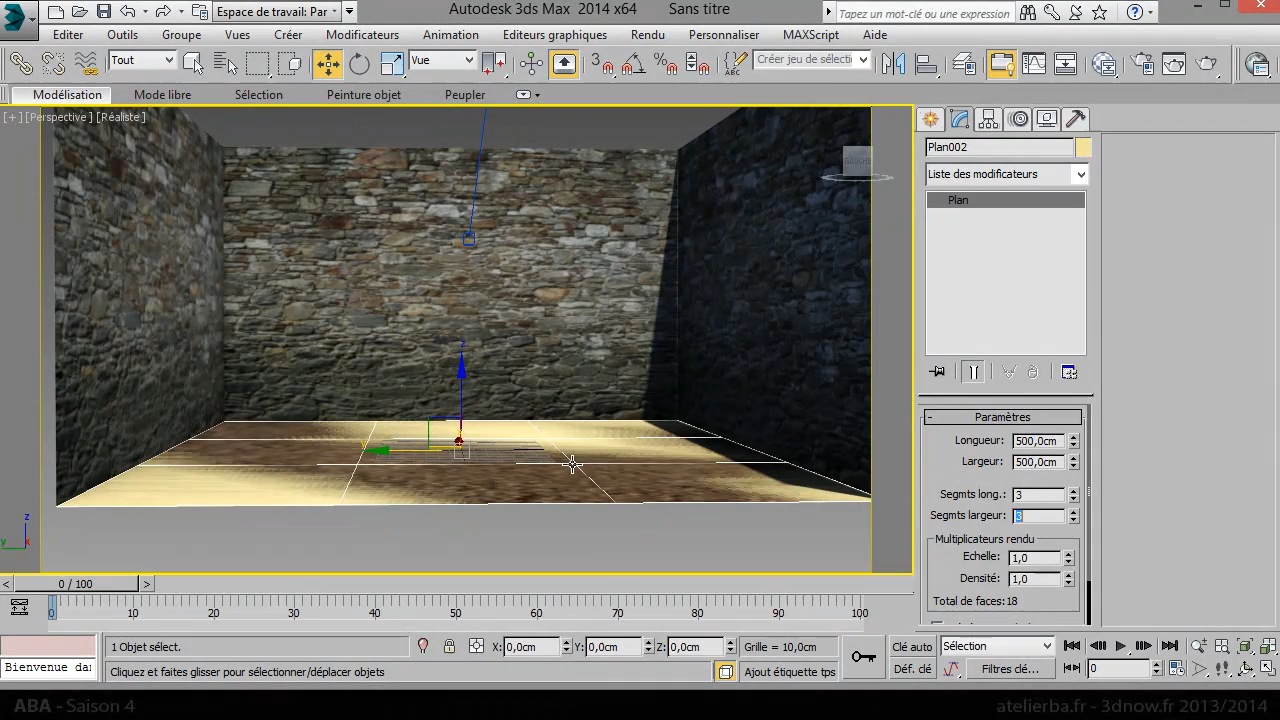 Espace de travail: Par
Autodesk 3ds Max 2014 x64 Sans titre
Tapez un mot-clé ou une expression
Editer Outils Groupe Vues Créer Modificateurs Animation Editeurs graphiques Rendu Personnaliser MAXScript Aide
Tout Vue 3 Créer jeu de sélecti
Modélisation Mode libre Sélection Peinture objet Peupler
[+] [Perspective] [Réaliste]
Plan002
Liste des modificateurs
Plan
z
y
Paramètres
Longueur: 500,0cm
Largeur: 500,0cm
Segmts long.: 3
Segmts largeur: 3
Multiplicateurs rendu
Echelle: 1,0
Densité: 1,0
Total de faces:18
z
y x
< 0 / 100 >
0 10 20 30 40 50 60 70 80 90 100
1 Objet sélect. X: 0,0cm Y: 0,0cm Z: 0,0cm Grille = 10,0cm Clé auto Sélection
Bienvenue da: Cliquez et faites glisser pour sélectionner/déplacer objets Ajout étiquette tps Déf. clé Filtres clé... 0
ABA - Saison 4 atelierba.fr - 3dnow.fr 2013/2014